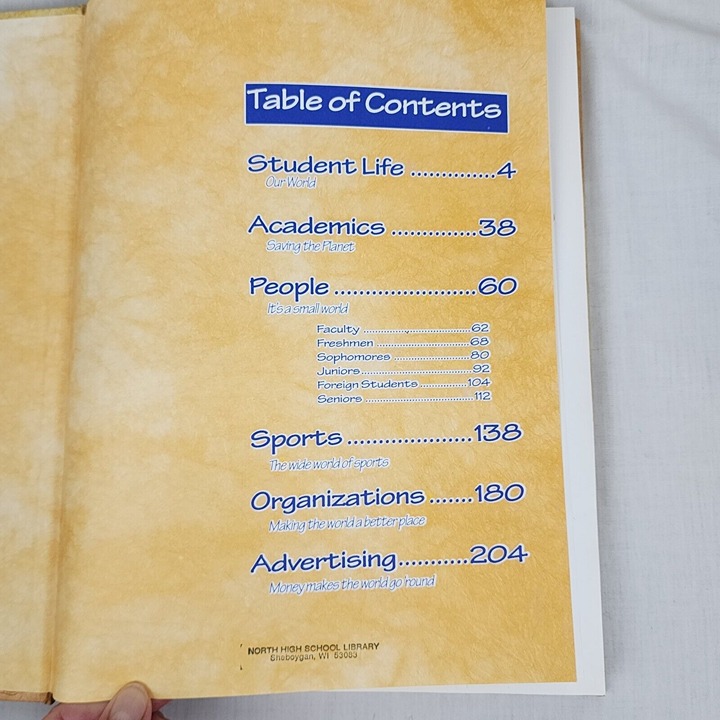 Table of Contents
Student Life ..............4
Our World
Academics ..............38
Saving the Planet
People .......................60
It's a small world
Faculty ....................................62
Freshmen ................................68
Sophomores ..........................80
Juniors.....................................92
Foreign Students ................104
Seniors ....................................112
Sports ....................138
The wide world of sports
Organizations .......180
Making the world a better place
Advertising...........204
Money makes the world go 'round
NORTH HIGH SCHOOL LIBRARY
Sheboygan, WI 53083